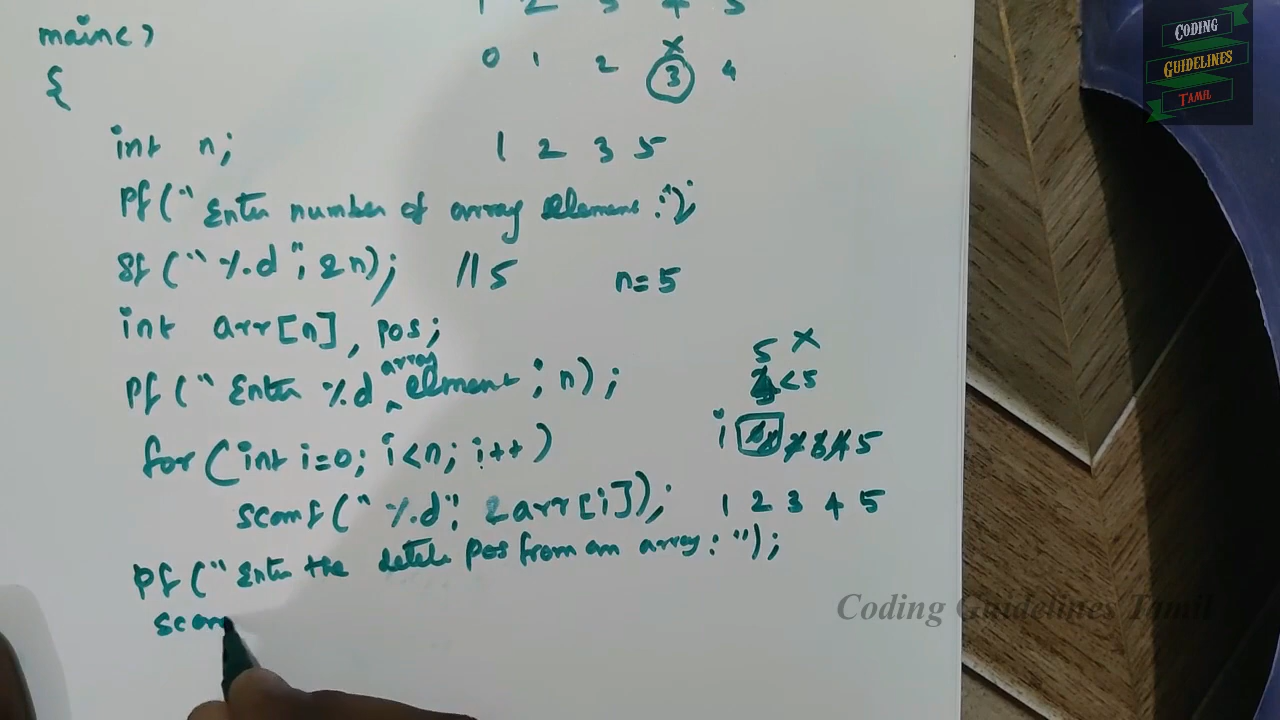 1 2 3 4 5
main()
{
0 1 2 3 4
x
int n;
1 2 3 5
Pf("Enter number of array element:");
Sf("%d", &n); //5
n=5
int arr[n], pos;
Pf("Enter %d array element; n);
5 x
4<5
for(int i=0; i<n; i++)
i 5
scanf("%d", &arr[i]);
1 2 3 4 5
Pf("Enter the detele pos from an array:");
scan
CODING
GUIDELINES
TAMIL
Coding Guidelines Tamil